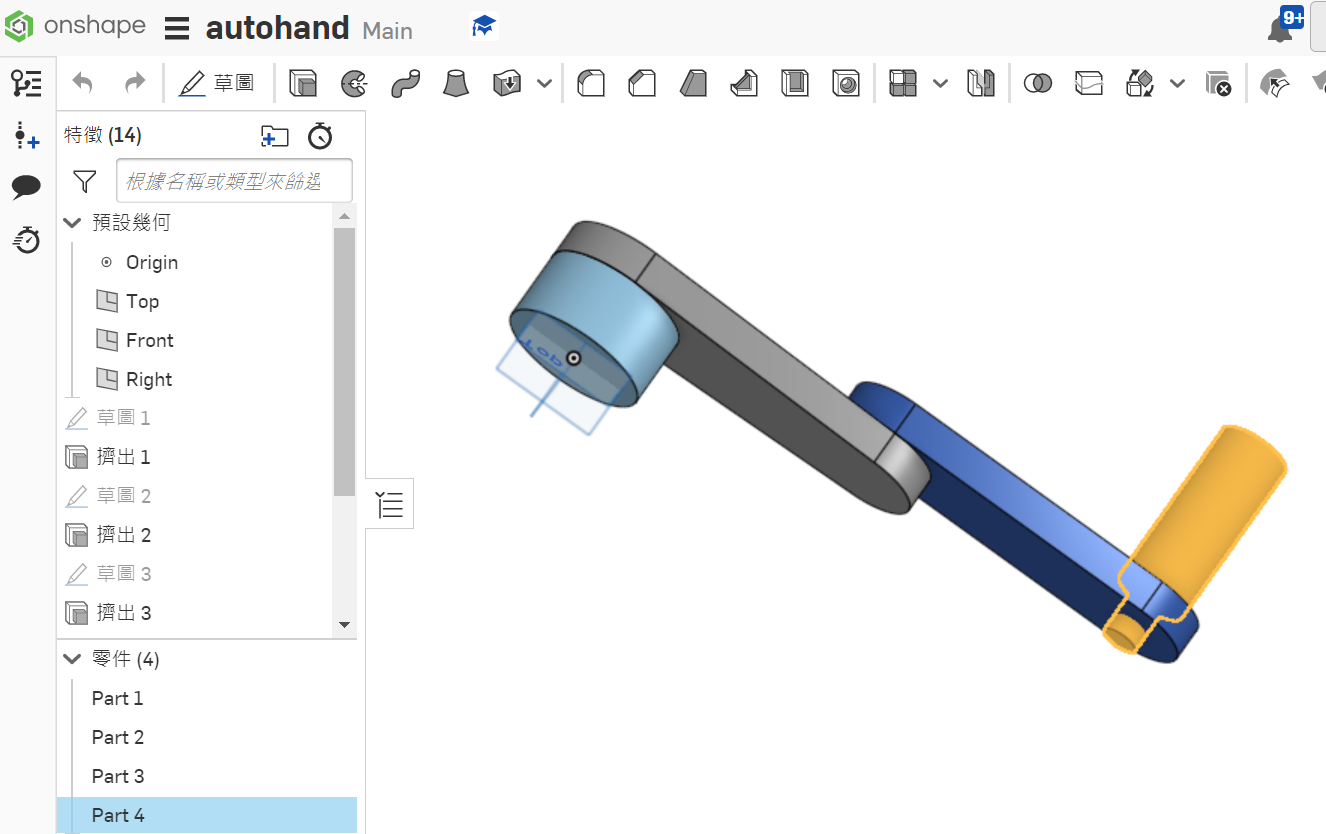 onshape autohand Main
9+
草圖
特徵 (14)
根據名稱或類型來篩選
預設幾何
Origin
Top
Front
Right
草圖 1
擠出 1
草圖 2
擠出 2
草圖 3
擠出 3
零件 (4)
Part 1
Part 2
Part 3
Part 4
Top